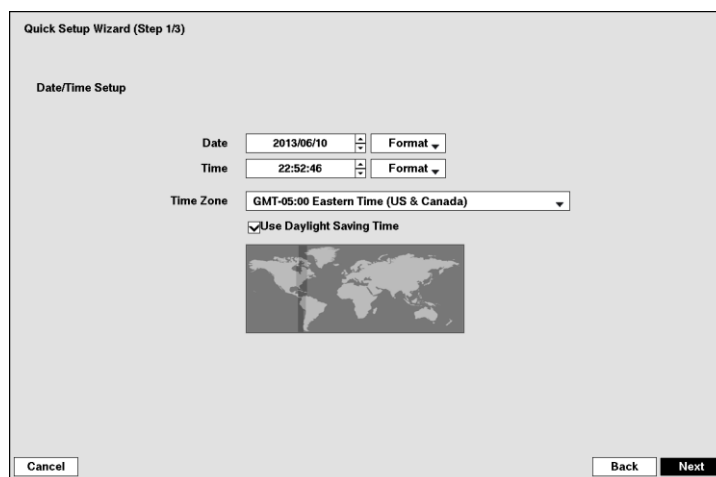 Quick Setup Wizard (Step 1/3)
Date/Time Setup
Date 2013/06/10 Format
Time 22:52:46 Format
Time Zone GMT-05:00 Eastern Time (US & Canada)
Use Daylight Saving Time
Cancel Back Next